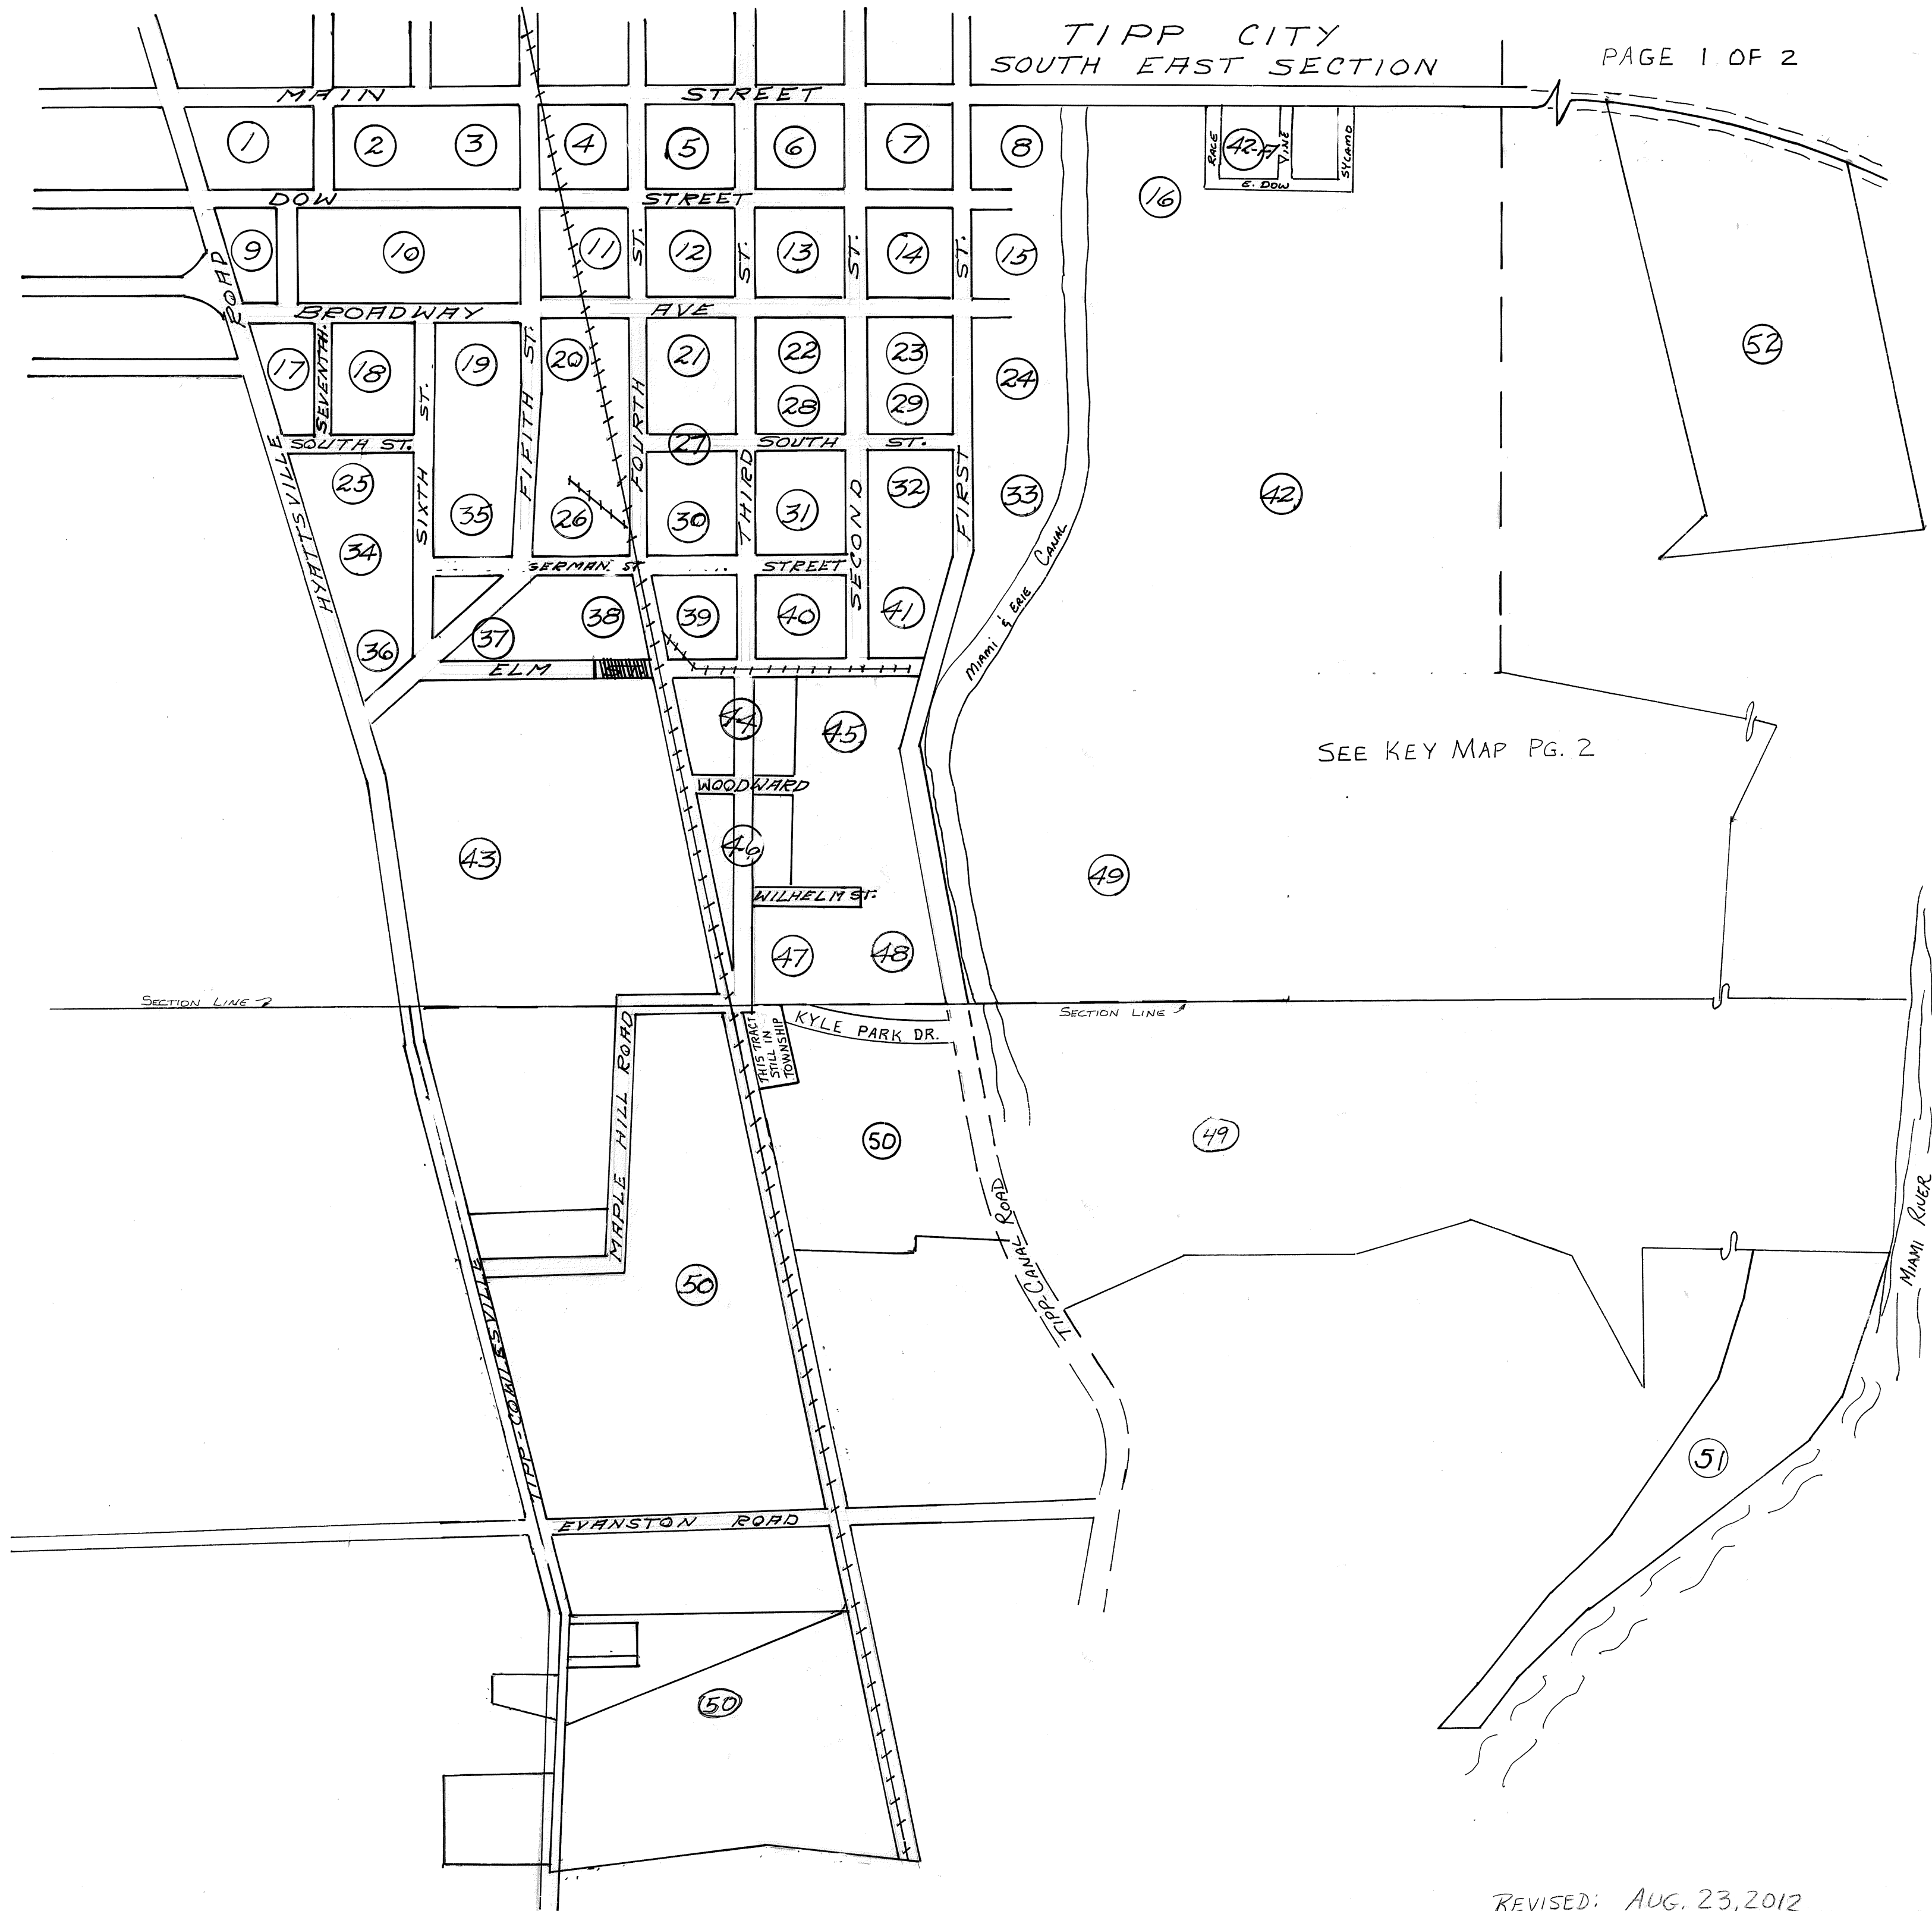 TIPP CITY
SOUTH EAST SECTION
PAGE 1 OF 2
MAIN STREET
1 2 3 4 5 6 7 8
RACE
42-A
VINE
SYCAMO
E. DOW
16
DOW STREET
9 10 11 12 13 14 15
ROAD
ST.
ST.
ST.
ST.
BROADWAY AVE
17 18 19 20 21 22 23 24
SEVENTH.
ST.
ST.
52
28 29
FOURTH
SOUTH ST. 27 SOUTH ST.
HYATTSVILLE
SIXTH
FIFITH
THIRD
SECOND
FIRST
25 35 26 30 31 32 33 42
34
MIAMI & ERIE CANAL
GERMAN. ST STREET
36 37 38 39 40 41
ELM
44 45
SEE KEY MAP PG. 2
WOODWARD
43 46 49
WILHELM ST.
47 48
SECTION LINE
SECTION LINE
KYLE PARK DR.
THIS TRACT
STILL IN
TOWNSHIP
MAPLE HILL ROAD
50 49
TIPP-CANAL ROAD
MIAMI RIVER
50
TIPP-COWLESVILLE
51
EVANSTON ROAD
50
REVISED: AUG. 23, 2012